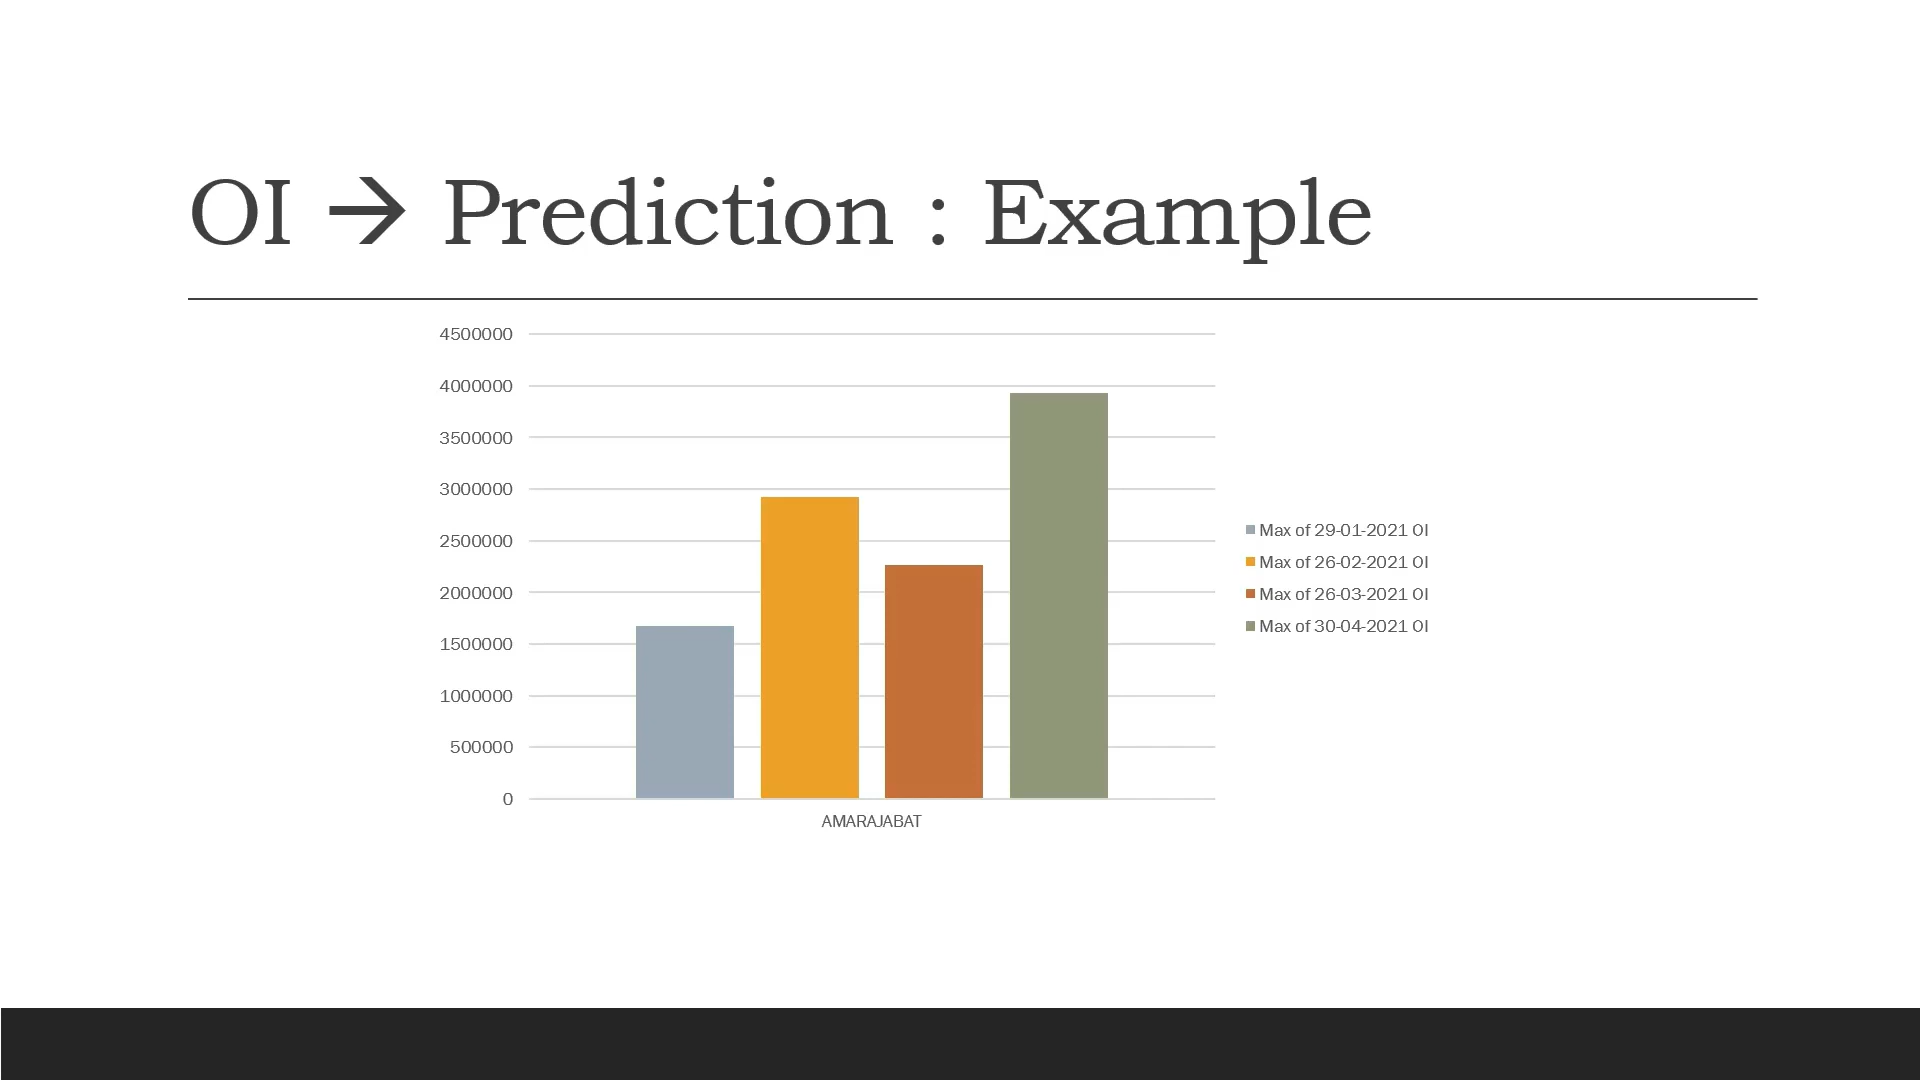 OI → Prediction : Example
4500000
4000000
3500000
3000000
2500000
2000000
1500000
1000000
500000
0
AMARAJABAT
Max of 29-01-2021 OI
Max of 26-02-2021 OI
Max of 26-03-2021 OI
Max of 30-04-2021 OI